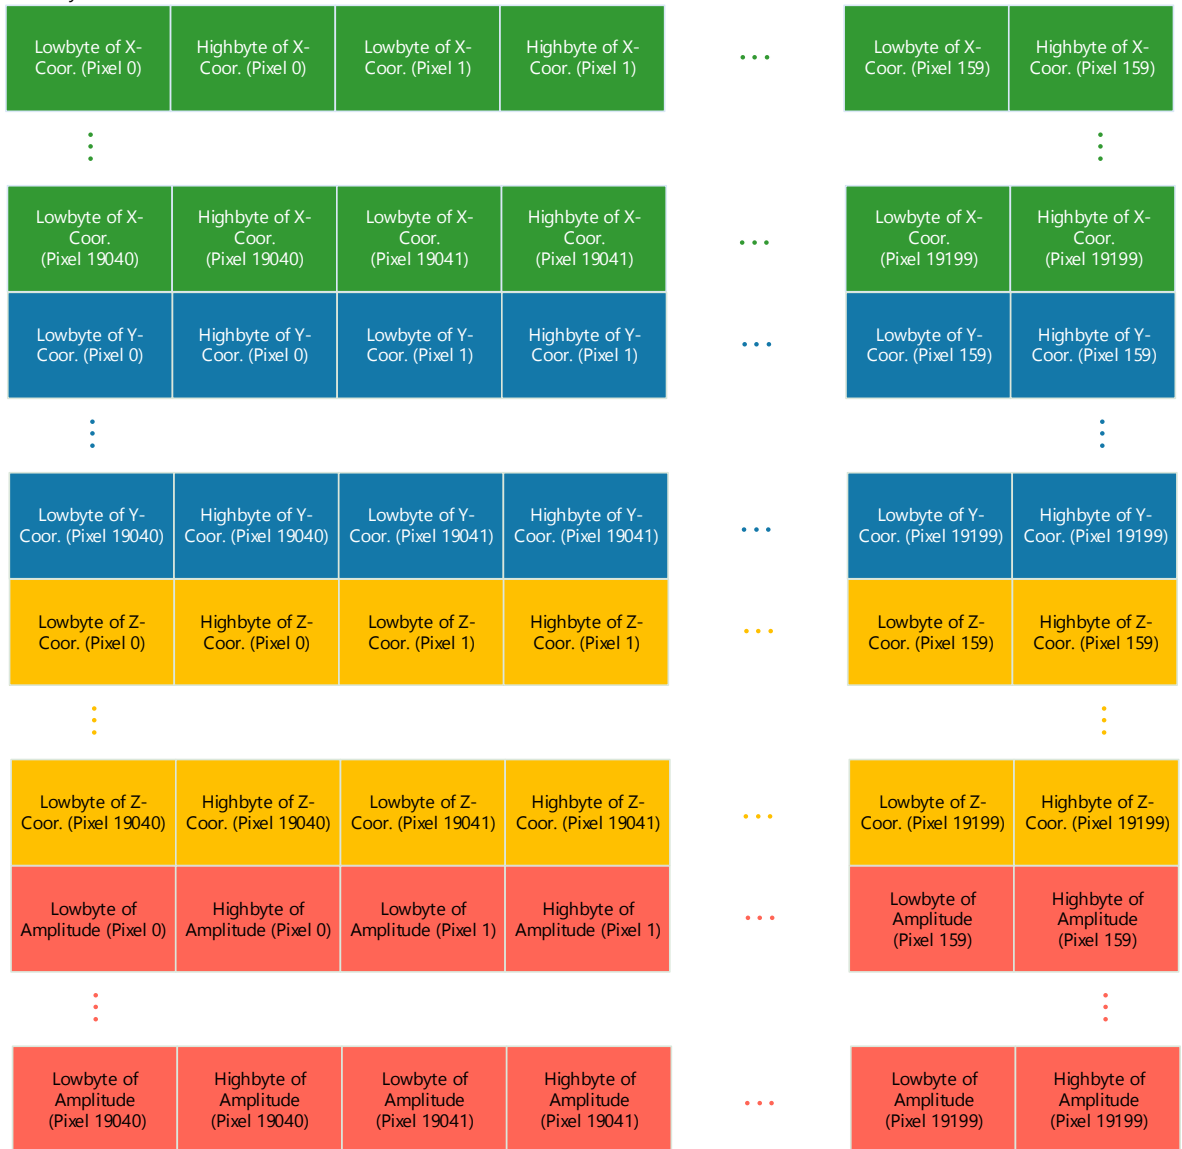 Lowbyte of X-
Coor. (Pixel 0)
Highbyte of X-
Coor. (Pixel 0)
Lowbyte of X-
Coor. (Pixel 1)
Highbyte of X-
Coor. (Pixel 1)
...
Lowbyte of X-
Coor. (Pixel 159)
Highbyte of X-
Coor. (Pixel 159)
Lowbyte of X-
Coor.
(Pixel 19040)
Highbyte of X-
Coor.
(Pixel 19040)
Lowbyte of X-
Coor.
(Pixel 19041)
Highbyte of X-
Coor.
(Pixel 19041)
...
Lowbyte of X-
Coor.
(Pixel 19199)
Highbyte of X-
Coor.
(Pixel 19199)
Lowbyte of Y-
Coor. (Pixel 0)
Highbyte of Y-
Coor. (Pixel 0)
Lowbyte of Y-
Coor. (Pixel 1)
Highbyte of Y-
Coor. (Pixel 1)
...
Lowbyte of Y-
Coor. (Pixel 159)
Highbyte of Y-
Coor. (Pixel 159)
Lowbyte of Y-
Coor. (Pixel 19040)
Highbyte of Y-
Coor. (Pixel 19040)
Lowbyte of Y-
Coor. (Pixel 19041)
Highbyte of Y-
Coor. (Pixel 19041)
...
Lowbyte of Y-
Coor. (Pixel 19199)
Highbyte of Y-
Coor. (Pixel 19199)
Lowbyte of Z-
Coor. (Pixel 0)
Highbyte of Z-
Coor. (Pixel 0)
Lowbyte of Z-
Coor. (Pixel 1)
Highbyte of Z-
Coor. (Pixel 1)
...
Lowbyte of Z-
Coor. (Pixel 159)
Highbyte of Z-
Coor. (Pixel 159)
Lowbyte of Z-
Coor. (Pixel 19040)
Highbyte of Z-
Coor. (Pixel 19040)
Lowbyte of Z-
Coor. (Pixel 19041)
Highbyte of Z-
Coor. (Pixel 19041)
...
Lowbyte of Z-
Coor. (Pixel 19199)
Highbyte of Z-
Coor. (Pixel 19199)
Lowbyte of
Amplitude (Pixel 0)
Highbyte of
Amplitude (Pixel 0)
Lowbyte of
Amplitude (Pixel 1)
Highbyte of
Amplitude (Pixel 1)
...
Lowbyte of
Amplitude
(Pixel 159)
Highbyte of
Amplitude
(Pixel 159)
Lowbyte of
Amplitude
(Pixel 19040)
Highbyte of
Amplitude
(Pixel 19040)
Lowbyte of
Amplitude
(Pixel 19041)
Highbyte of
Amplitude
(Pixel 19041)
...
Lowbyte of
Amplitude
(Pixel 19199)
Highbyte of
Amplitude
(Pixel 19199)